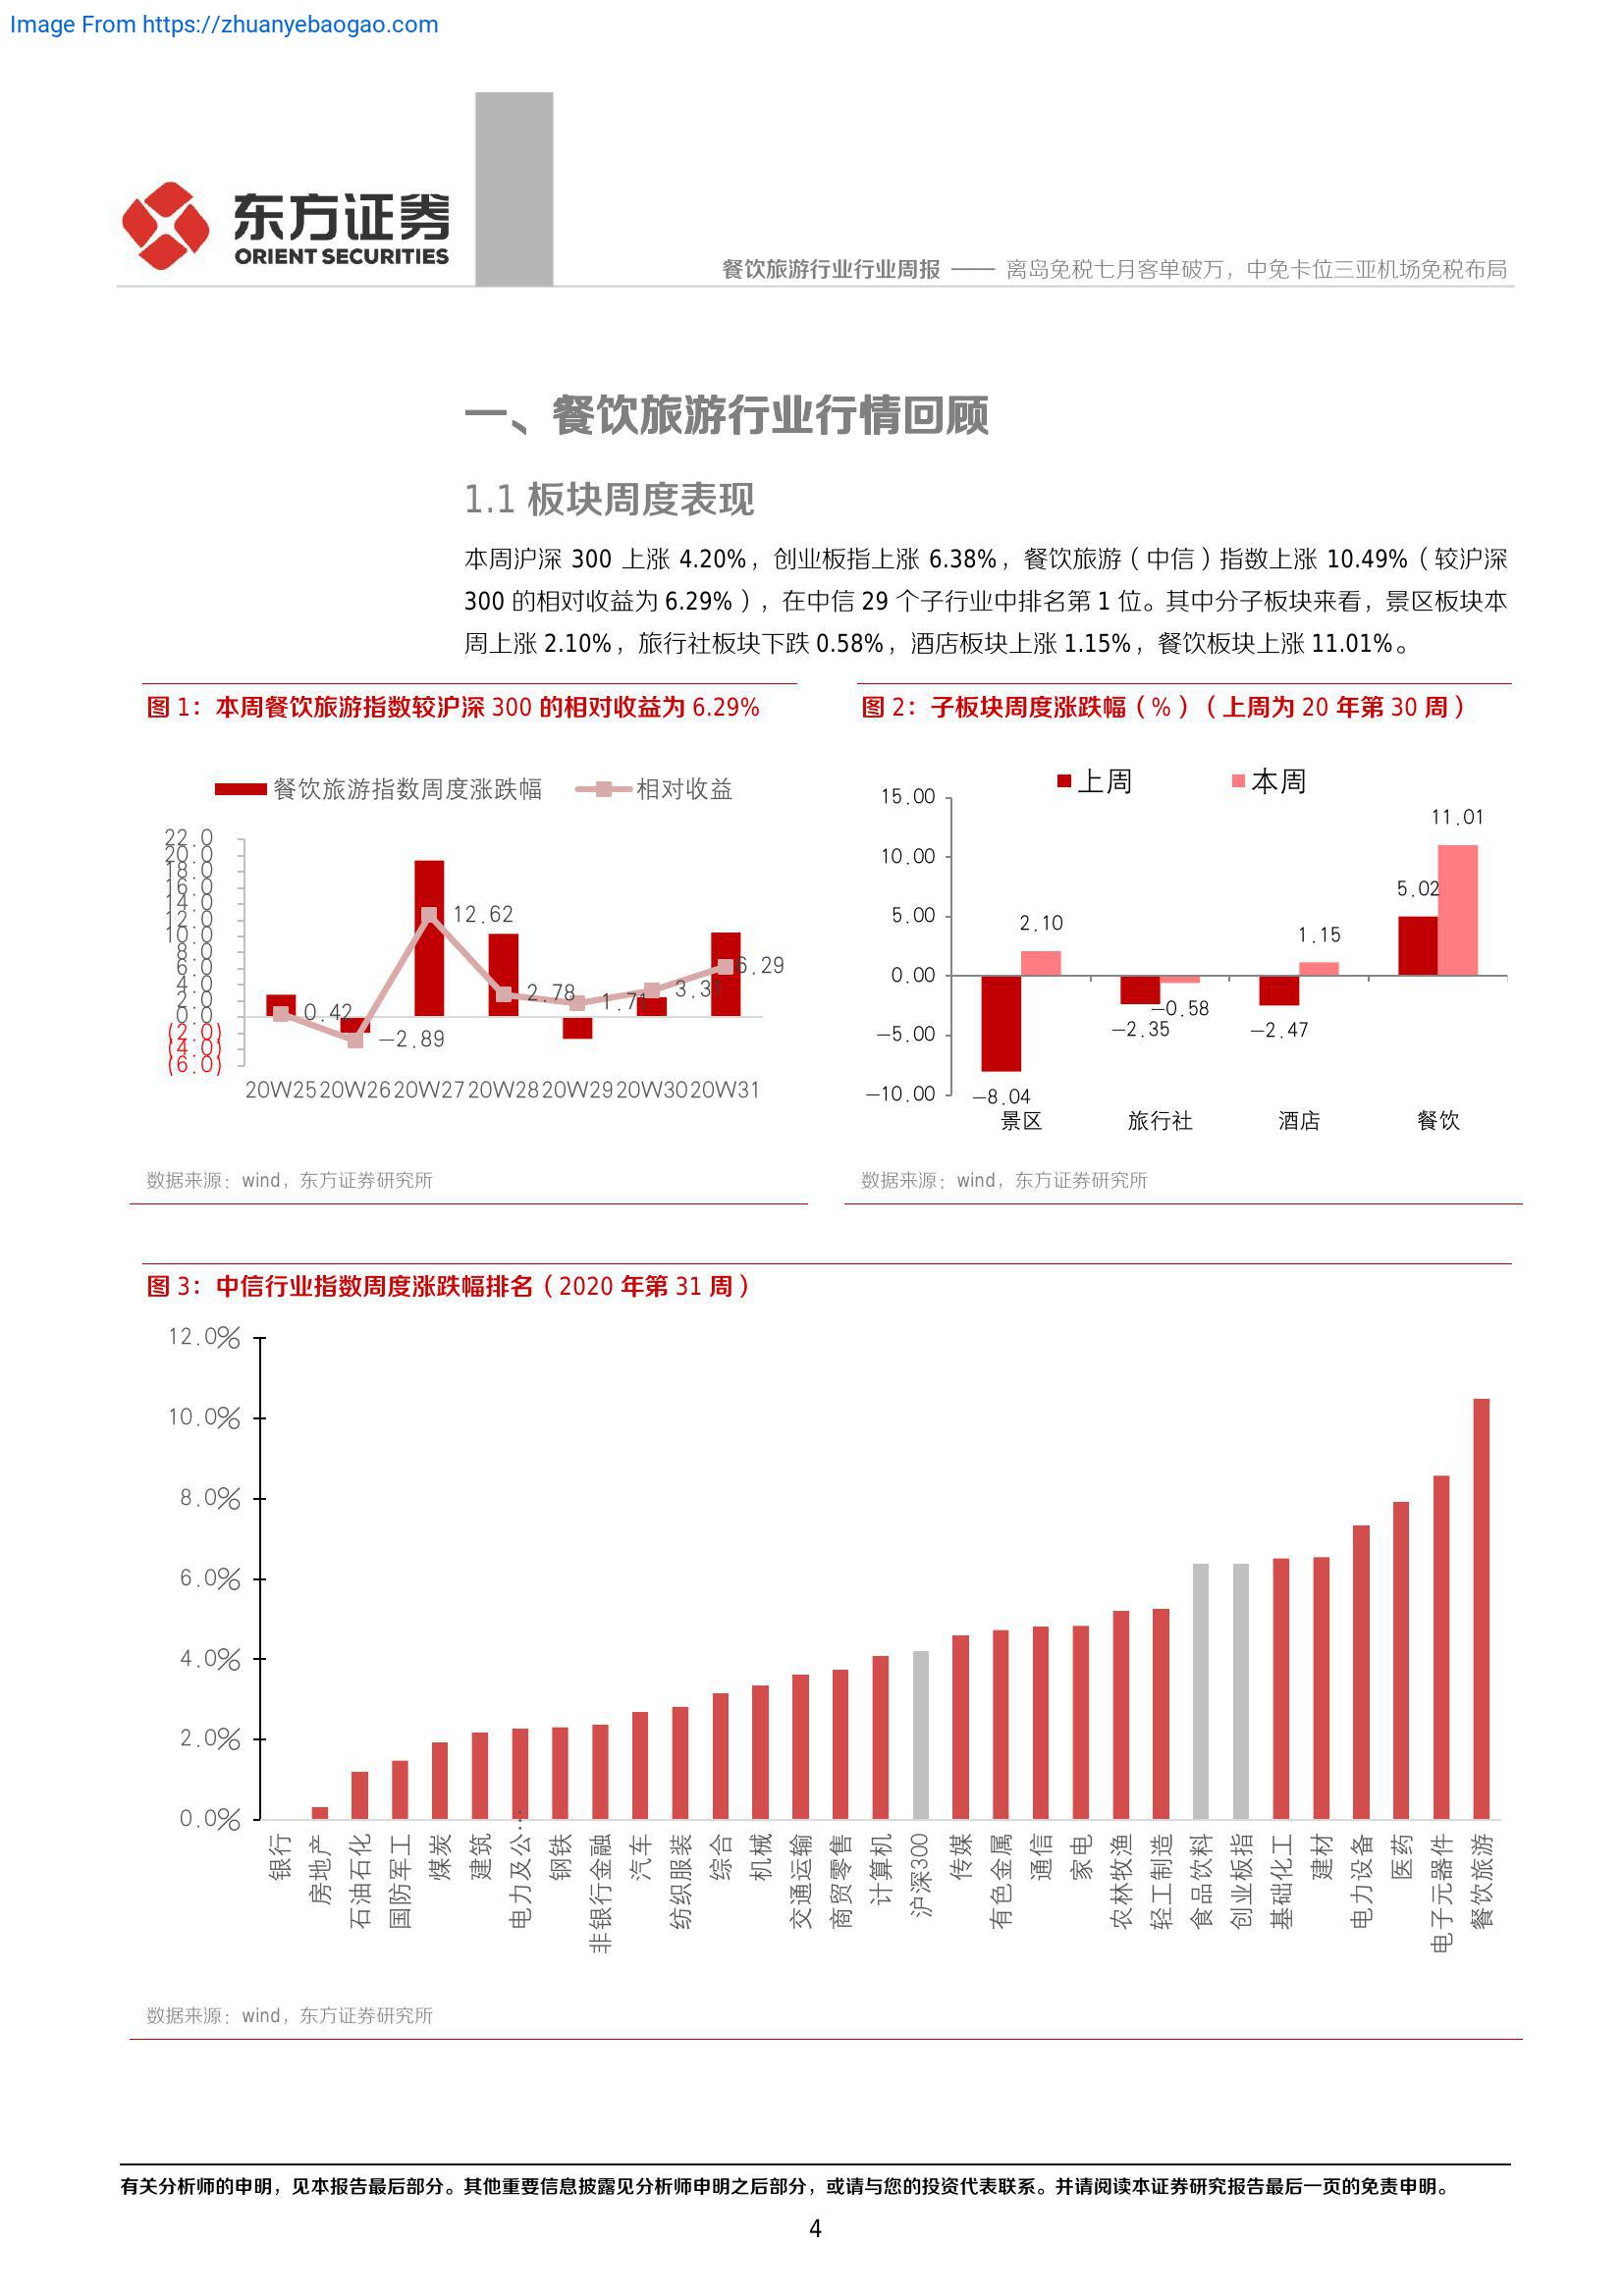 Image From https://zhuanyebaogao.com
东方证券
ORIENT SECURITIES
餐饮旅游行业行业周报 —— 离岛免税七月客单破万，中免卡位三亚机场免税布局
一、餐饮旅游行业行情回顾
1.1 板块周度表现
本周沪深 300 上涨 4.20%，创业板指上涨 6.38%，餐饮旅游（中信）指数上涨 10.49%（较沪深
300 的相对收益为 6.29%），在中信 29 个子行业中排名第 1 位。其中分子板块来看，景区板块本
周上涨 2.10%，旅行社板块下跌 0.58%，酒店板块上涨 1.15%，餐饮板块上涨 11.01%。
图 1：本周餐饮旅游指数较沪深 300 的相对收益为 6.29%
餐饮旅游指数周度涨跌幅 相对收益
22.0
20.0
18.0
16.0
14.0
12.0
10.0
8.0
6.0
4.0
2.0
0.0
(2.0)
(4.0)
(6.0)
0.42
-2.89
12.62
2.78
1.71
3.31
6.29
20W25 20W26 20W27 20W28 20W29 20W30 20W31
数据来源：wind，东方证券研究所
图 2：子板块周度涨跌幅（%）（上周为 20 年第 30 周）
上周 本周
15.00
10.00
5.00
0.00
-5.00
-10.00
-8.04
2.10
-2.35
-0.58
-2.47
1.15
5.02
11.01
景区 旅行社 酒店 餐饮
数据来源：wind，东方证券研究所
图 3：中信行业指数周度涨跌幅排名（2020 年第 31 周）
12.0%
10.0%
8.0%
6.0%
4.0%
2.0%
0.0%
银行
房地产
石油石化
国防军工
煤炭
建筑
电力及公…
钢铁
非银行金融
汽车
纺织服装
综合
机械
交通运输
商贸零售
计算机
沪深300
传媒
有色金属
通信
家电
农林牧渔
轻工制造
食品饮料
创业板指
基础化工
建材
电力设备
医药
电子元器件
餐饮旅游
数据来源：wind，东方证券研究所
有关分析师的申明，见本报告最后部分。其他重要信息披露见分析师申明之后部分，或请与您的投资代表联系。并请阅读本证券研究报告最后一页的免责申明。
4